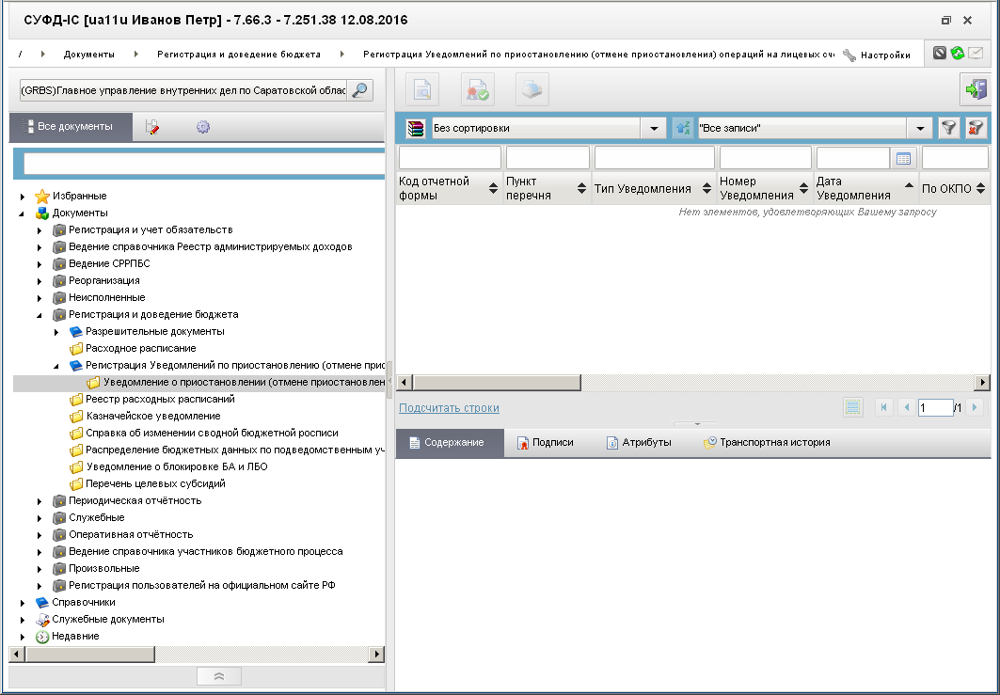 СУФД-IC [ua11u Иванов Петр] - 7.66.3 - 7.251.38 12.08.2016
/ Документы Регистрация и доведение бюджета Регистрация Уведомлений по приостановлению (отмене приостановления) операций на лицевых сч Настройки
(GRBS)Главное управление внутренних дел по Саратовской облас
Все документы
Избранные
Документы
Регистрация и учет обязательств
Ведение справочника Реестр администрируемых доходов
Ведение СРРПБС
Реорганизация
Неисполненные
Регистрация и доведение бюджета
Разрешительные документы
Расходное расписание
Регистрация Уведомлений по приостановлению (отмене прис
Уведомление о приостановлении (отмене приостановлен
Реестр расходных расписаний
Казначейское уведомление
Справка об изменении сводной бюджетной росписи
Распределение бюджетных данных по подведомственным уч
Уведомление о блокировке БА и ЛБО
Перечень целевых субсидий
Периодическая отчётность
Служебные
Оперативная отчётность
Ведение справочника участников бюджетного процесса
Произвольные
Регистрация пользователей на официальном сайте РФ
Справочники
Служебные документы
Недавние
Без сортировки "Все записи"
Код отчетной формы
Пункт перечня
Тип Уведомления
Номер Уведомления
Дата Уведомления
По ОКПО
Нет элементов, удовлетворяющих Вашему запросу
Подсчитать строки 1 /1
Содержание Подписи Атрибуты Транспортная история